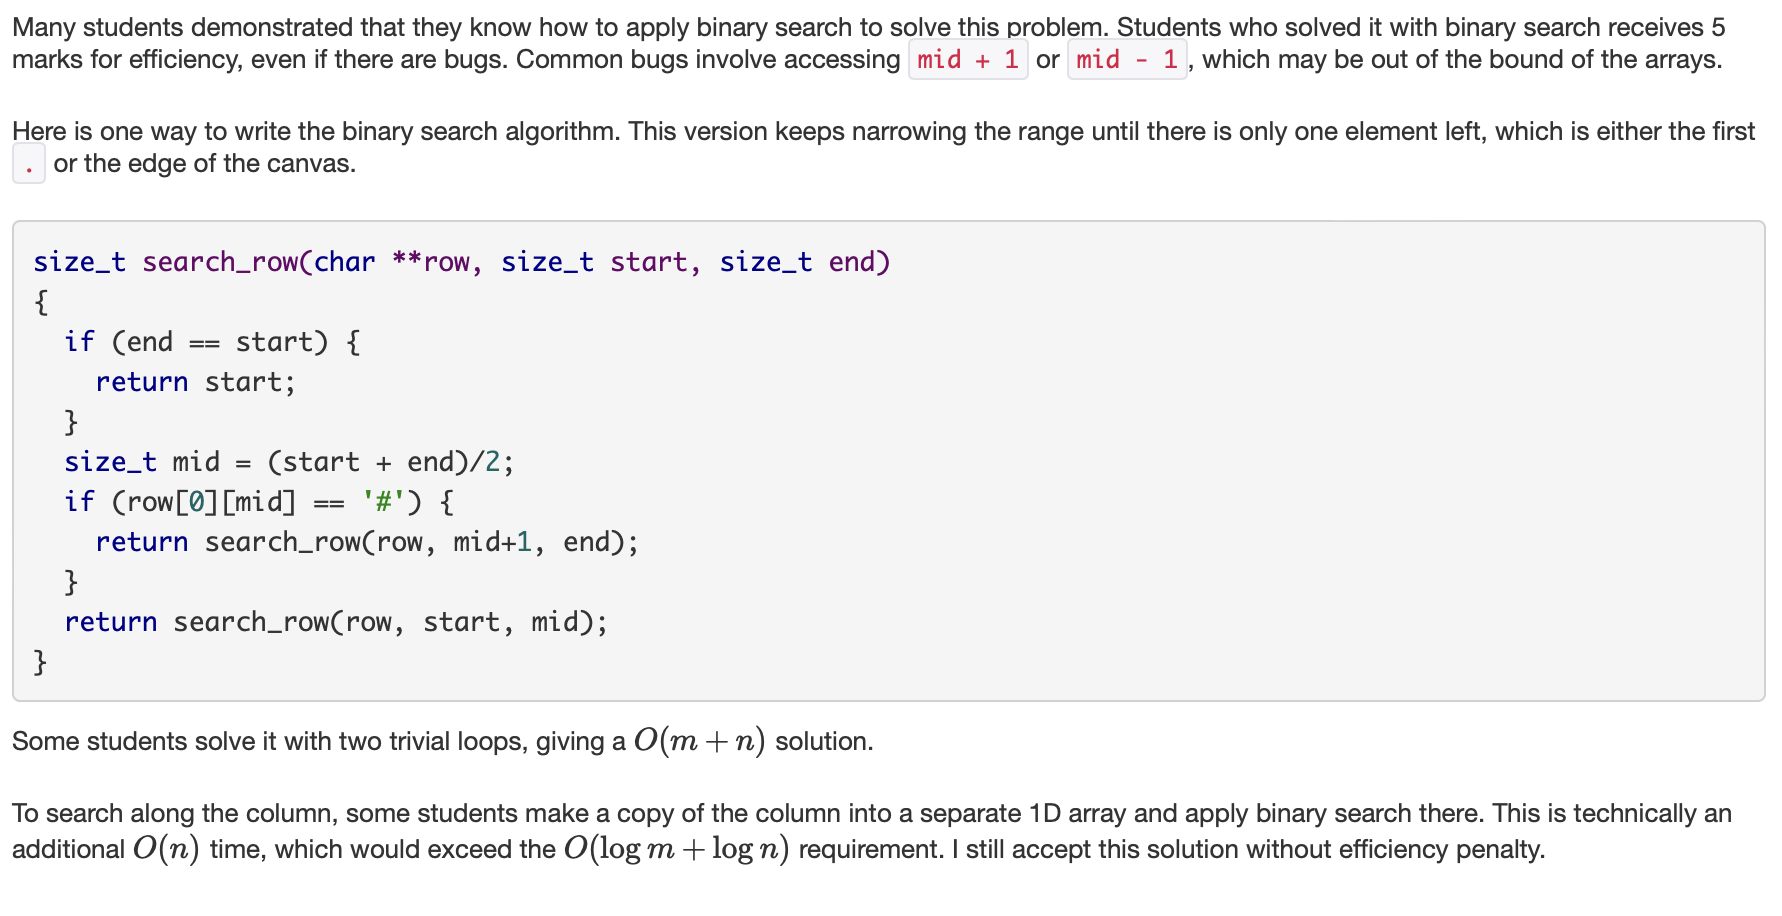 Many students demonstrated that they know how to apply binary search to solve this problem. Students who solved it with binary search receives 5
marks for efficiency, even if there are bugs. Common bugs involve accessing mid + 1 or mid - 1, which may be out of the bound of the arrays.
Here is one way to write the binary search algorithm. This version keeps narrowing the range until there is only one element left, which is either the first
. or the edge of the canvas.
size_t search_row(char **row, size_t start, size_t end)
{
  if (end == start) {
    return start;
  }
  size_t mid = (start + end)/2;
  if (row[0][mid] == '#') {
    return search_row(row, mid+1, end);
  }
  return search_row(row, start, mid);
}
Some students solve it with two trivial loops, giving a O(m + n) solution.
To search along the column, some students make a copy of the column into a separate 1D array and apply binary search there. This is technically an
additional O(n) time, which would exceed the O(log m + log n) requirement. I still accept this solution without efficiency penalty.